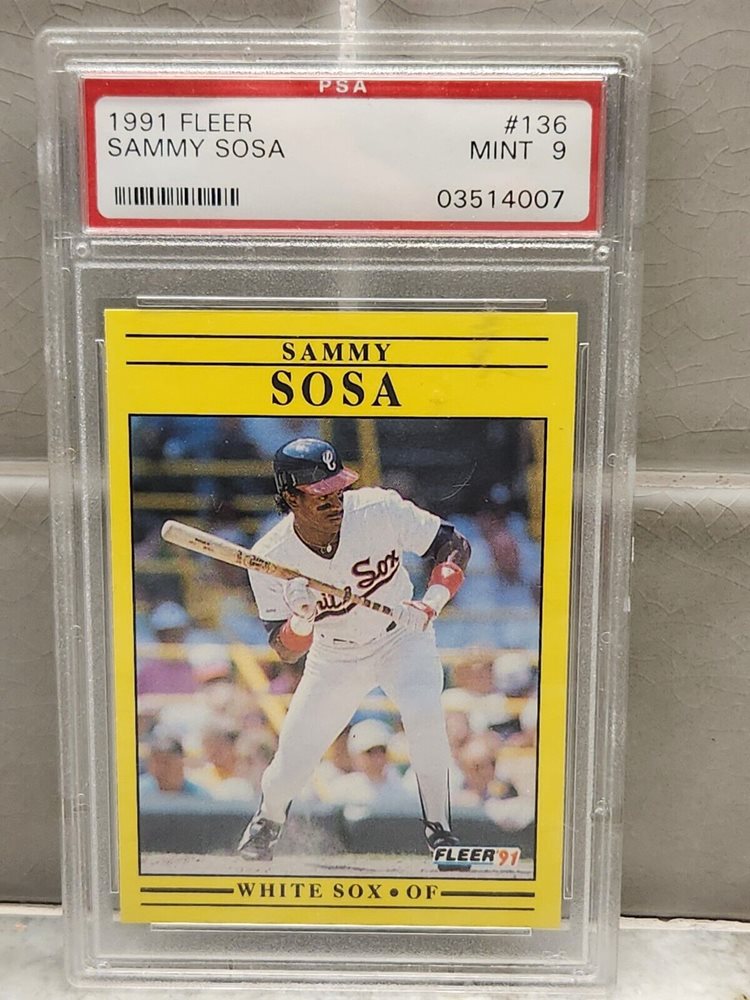 PSA
1991 FLEER #136
SAMMY SOSA MINT 9
03514007
SAMMY
SOSA
Sox
FLEER '91
WHITE SOX • OF